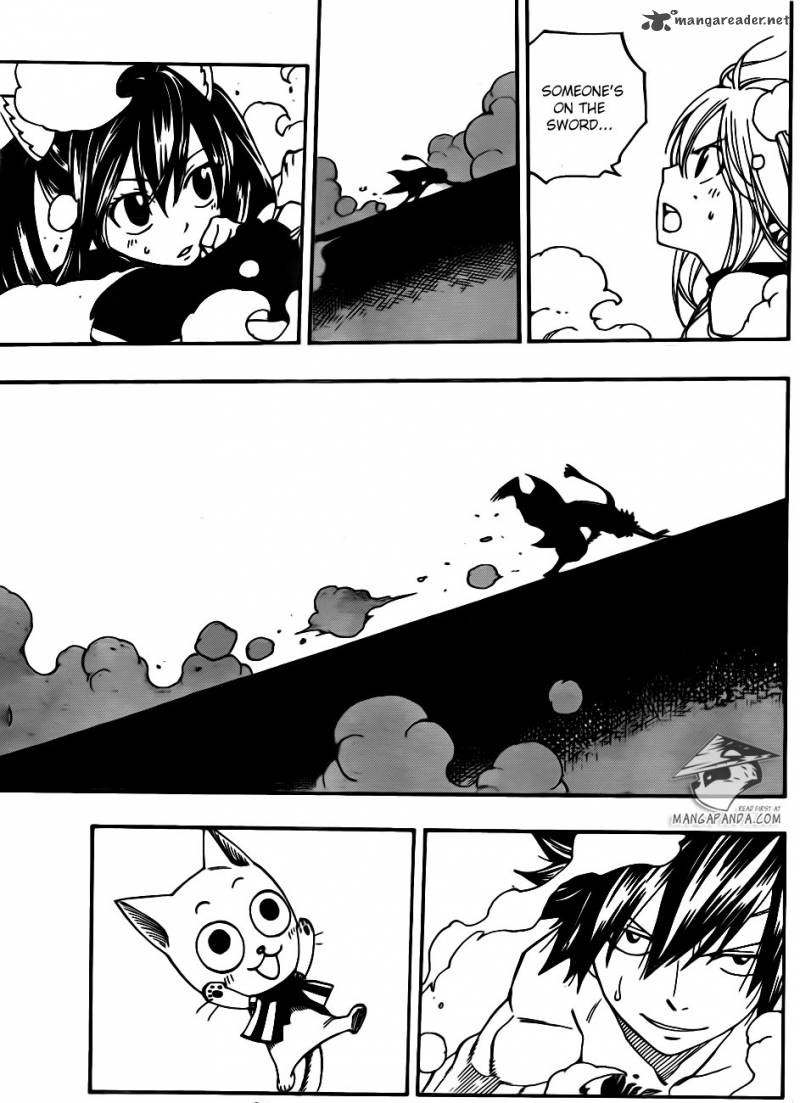 mangareader.net
SOMEONE'S
ON THE
SWORD...
READ FIRST AT
MANGAPANDA.COM